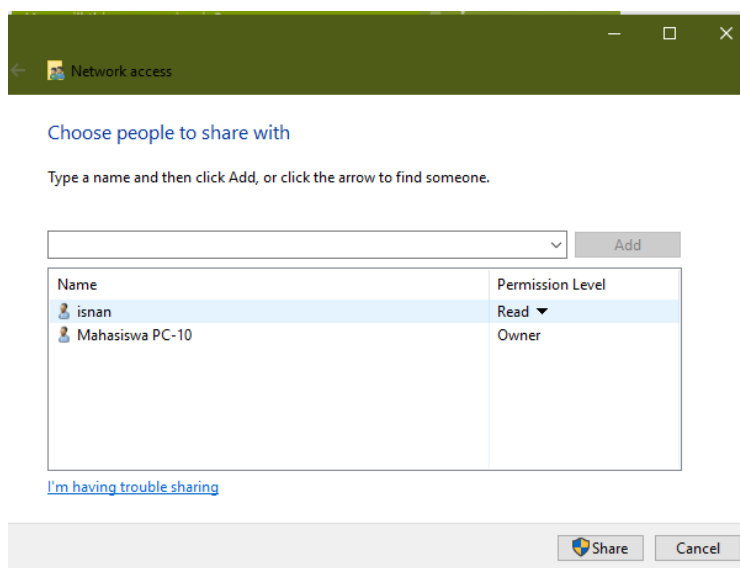 Network access
Choose people to share with
Type a name and then click Add, or click the arrow to find someone.
Add
Name Permission Level
isnan Read
Mahasiswa PC-10 Owner
I'm having trouble sharing
Share Cancel